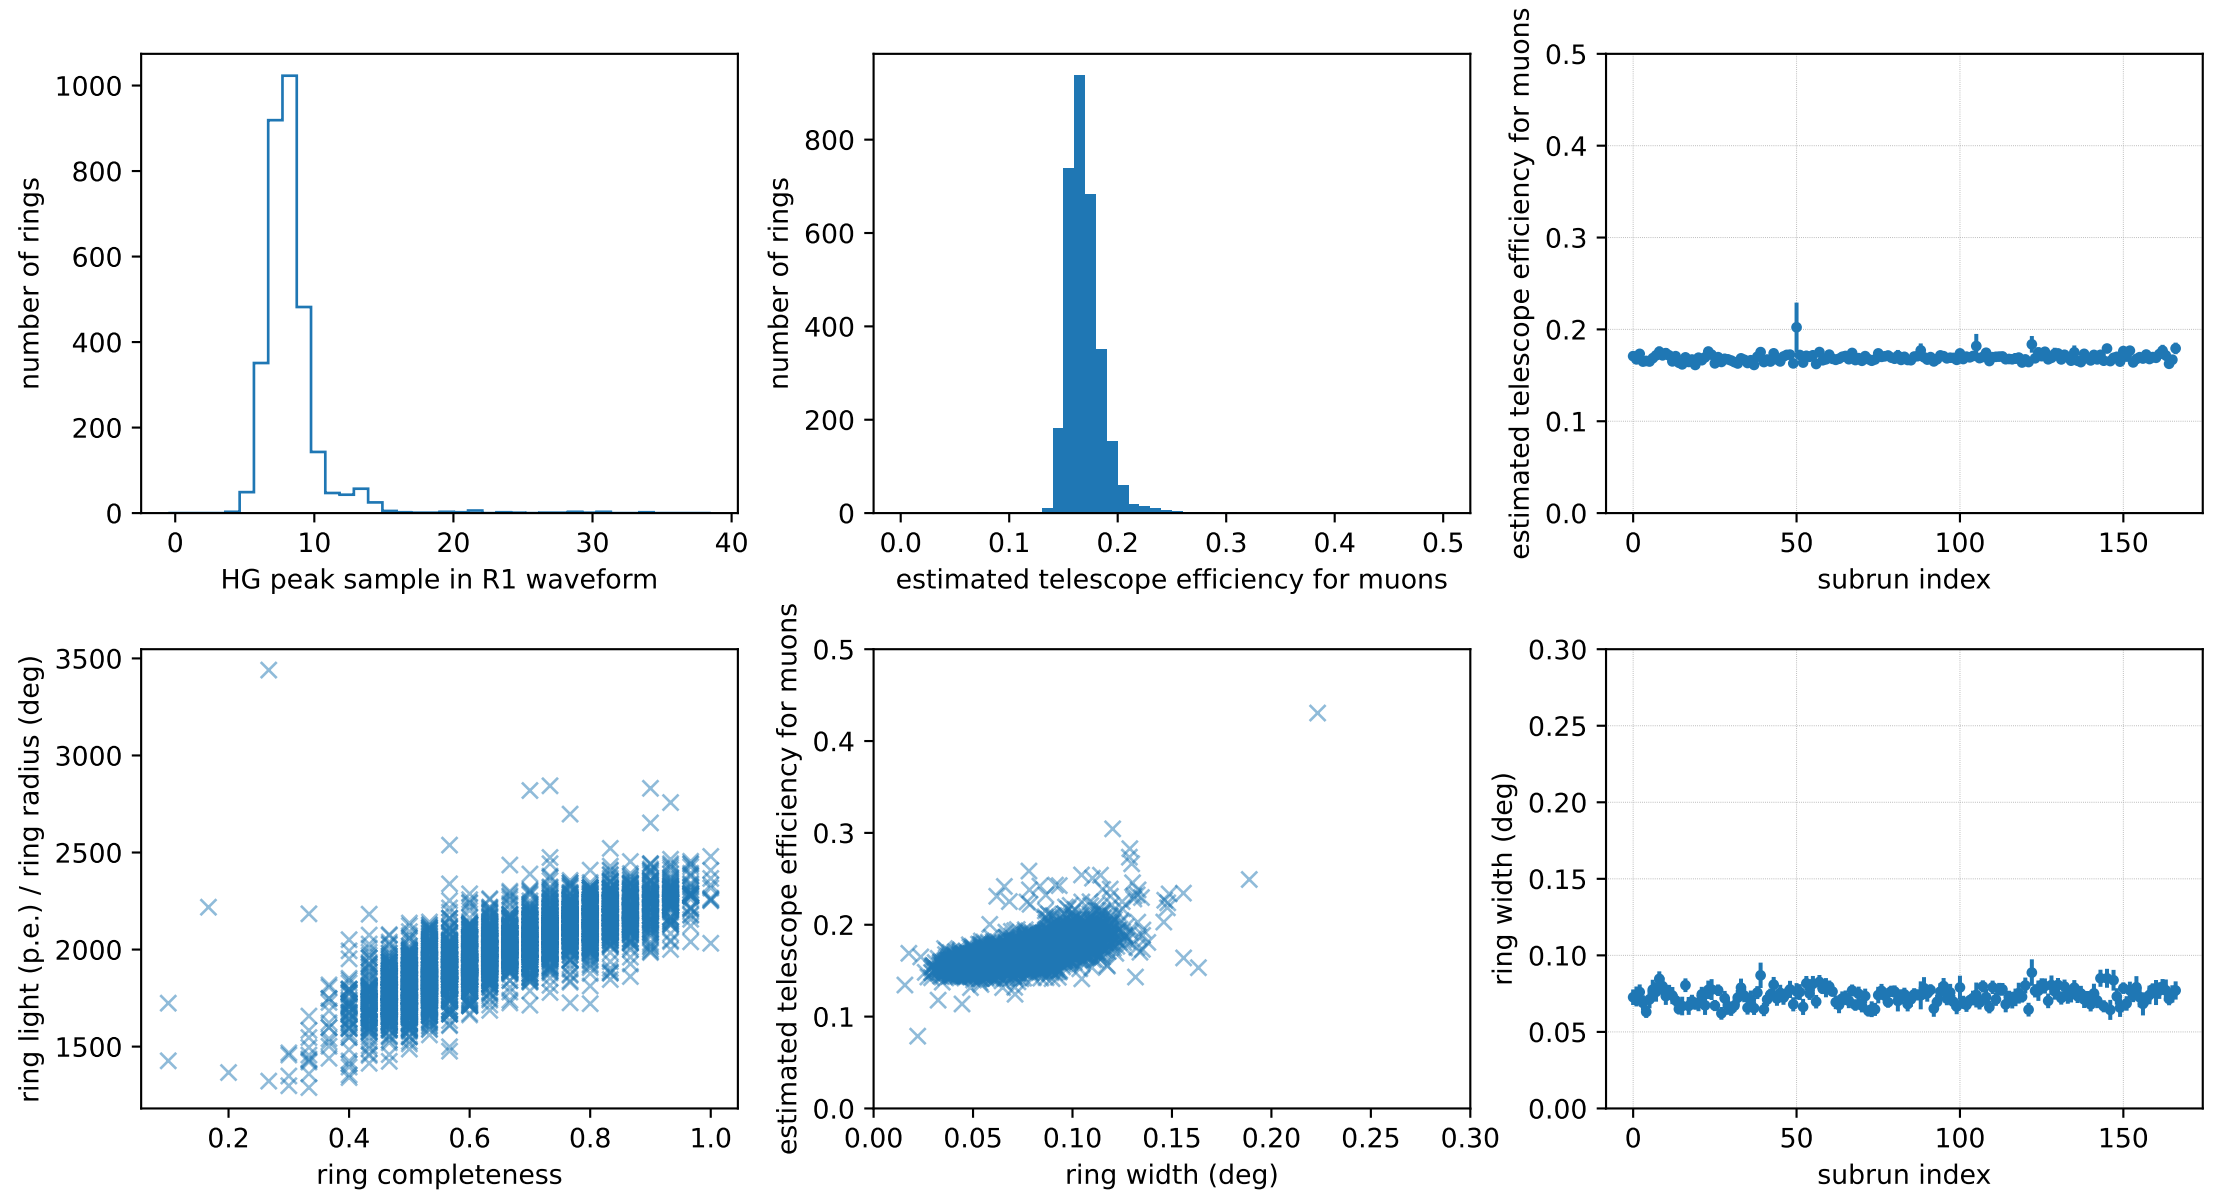 number of rings
1000
800
600
400
200
0
0 10 20 30 40
HG peak sample in R1 waveform
number of rings
800
600
400
200
0
0.0 0.1 0.2 0.3 0.4 0.5
estimated telescope efficiency for muons
estimated telescope efficiency for muons
0.5
0.4
0.3
0.2
0.1
0.0
0 50 100 150
subrun index
ring light (p.e.) / ring radius (deg)
3500
3000
2500
2000
1500
0.2 0.4 0.6 0.8 1.0
ring completeness
estimated telescope efficiency for muons
0.5
0.4
0.3
0.2
0.1
0.0
0.00 0.05 0.10 0.15 0.20 0.25 0.30
ring width (deg)
ring width (deg)
0.30
0.25
0.20
0.15
0.10
0.05
0.00
0 50 100 150
subrun index